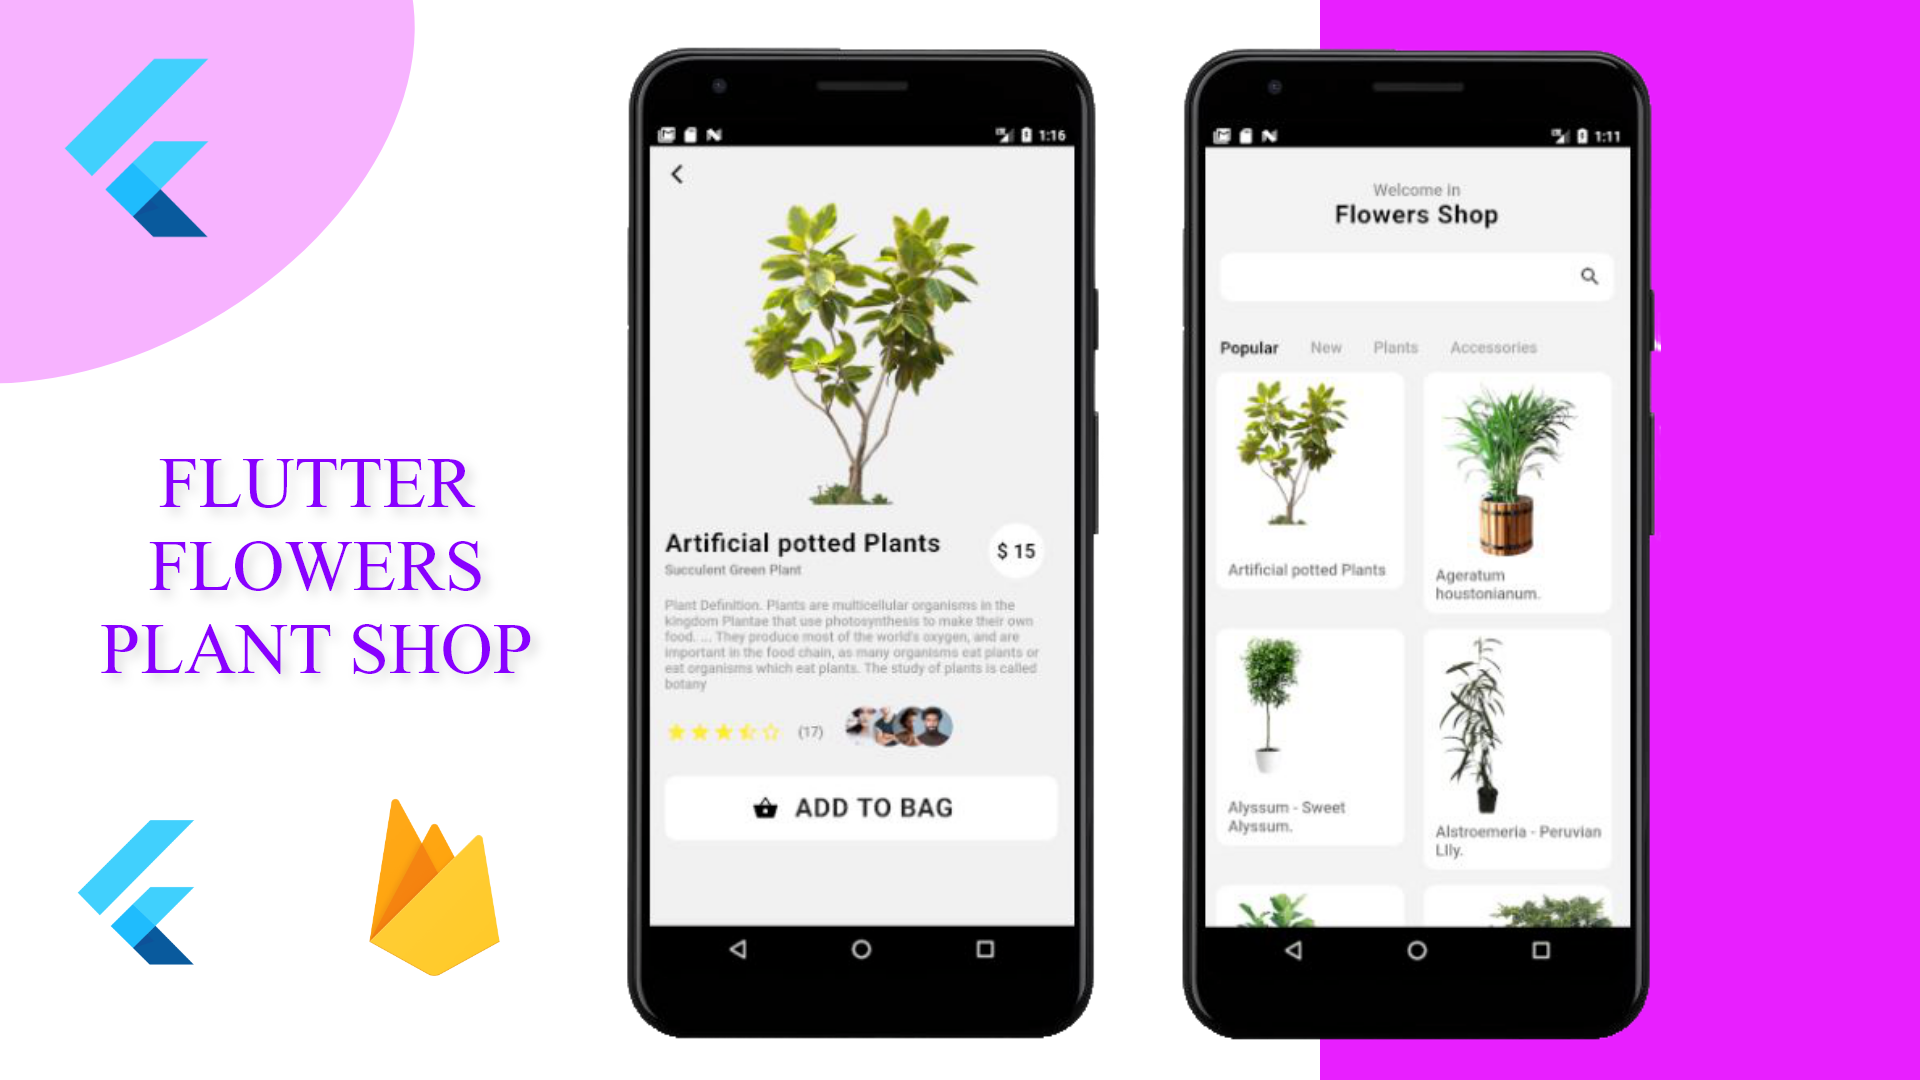 FLUTTER
FLOWERS
PLANT SHOP
1:16
Artificial potted Plants
$ 15
Succulent Green Plant
Plant Definition. Plants are multicellular organisms in the
kingdom Plantae that use photosynthesis to make their own
food. ... They produce most of the world's oxygen, and are
important in the food chain, as many organisms eat plants or
eat organisms which eat plants. The study of plants is called
botany
(17)
ADD TO BAG
1:11
Welcome in
Flowers Shop
Popular New Plants Accessories
Artificial potted Plants
Ageratum
houstonianum.
Alyssum - Sweet
Alyssum.
Alstroemeria - Peruvian
LIly.